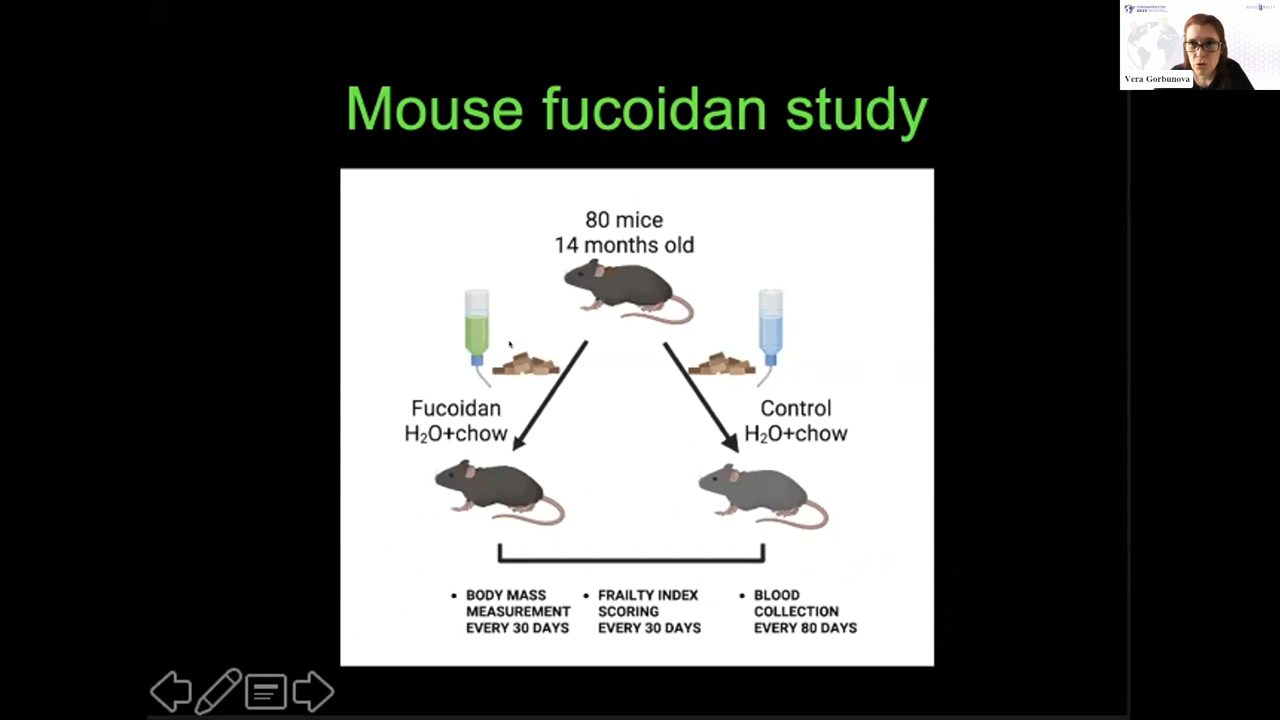 Mouse fucoidan study
80 mice
14 months old
Fucoidan
H₂O+chow
Control
H₂O+chow
• BODY MASS
MEASUREMENT
EVERY 30 DAYS
• FRAILTY INDEX
SCORING
EVERY 30 DAYS
• BLOOD
COLLECTION
EVERY 80 DAYS
Vera Gorbunova